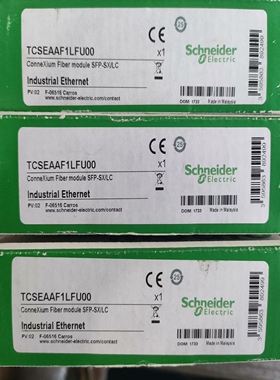 TCSEAAF1LFU00
ConneXium Fiber module SFP-SX/LC
x1
Industrial Ethernet
PV:02 F-06516 Carros
www.schneider-electric.com/contact
Schneider
Electric
DOM 1733 Made in Malaysia
TCSEAAF1LFU00
ConneXium Fiber module SFP-SX/LC
x1
Industrial Ethernet
PV:02 F-06516 Carros
www.schneider-electric.com/contact
Schneider
Electric
DOM 1733 Made in Malaysia
TCSEAAF1LFU00
ConneXium Fiber module SFP-SX/LC
x1
Industrial Ethernet
PV:02 F-06516 Carros
www.schneider-electric.com/contact
Schneider
Electric
DOM 1733 Made in Malaysia